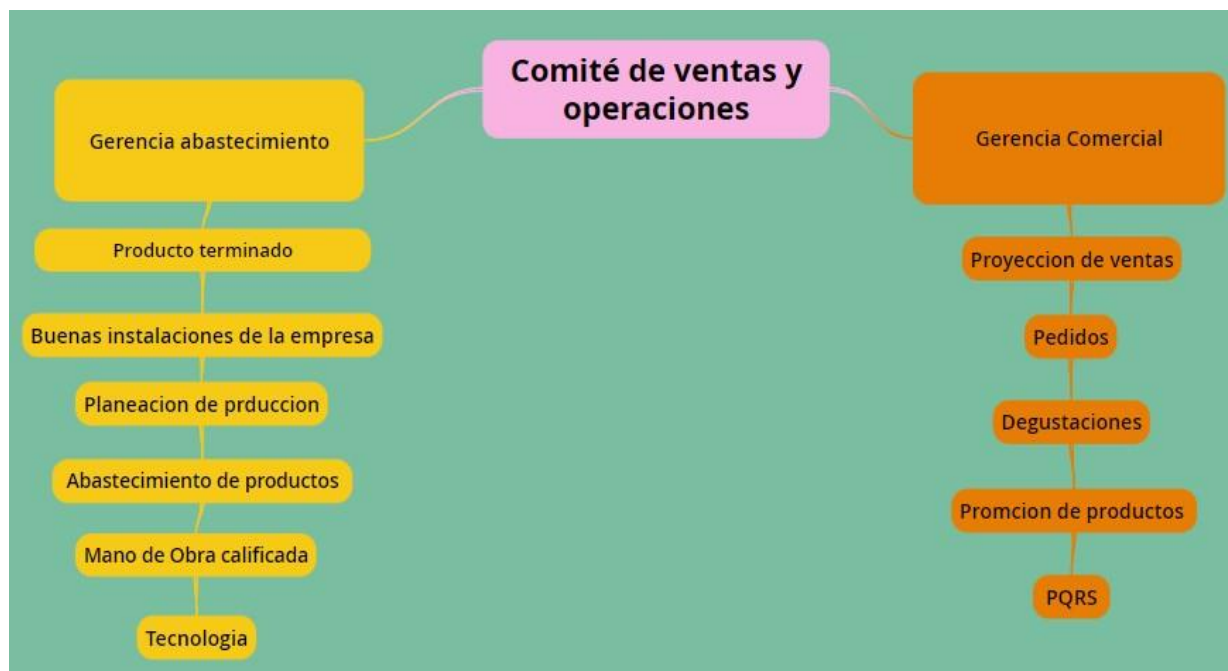 Comité de ventas y
operaciones
Gerencia abastecimiento
Producto terminado
Buenas instalaciones de la empresa
Planeacion de prduccion
Abastecimiento de productos
Mano de Obra calificada
Tecnologia
Gerencia Comercial
Proyeccion de ventas
Pedidos
Degustaciones
Promcion de productos
PQRS